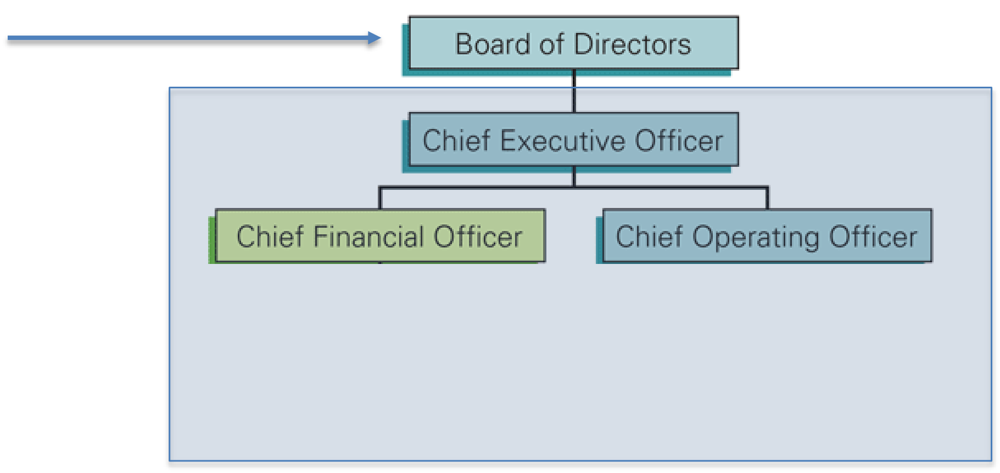 Board of Directors
Chief Executive Officer
Chief Financial Officer
Chief Operating Officer